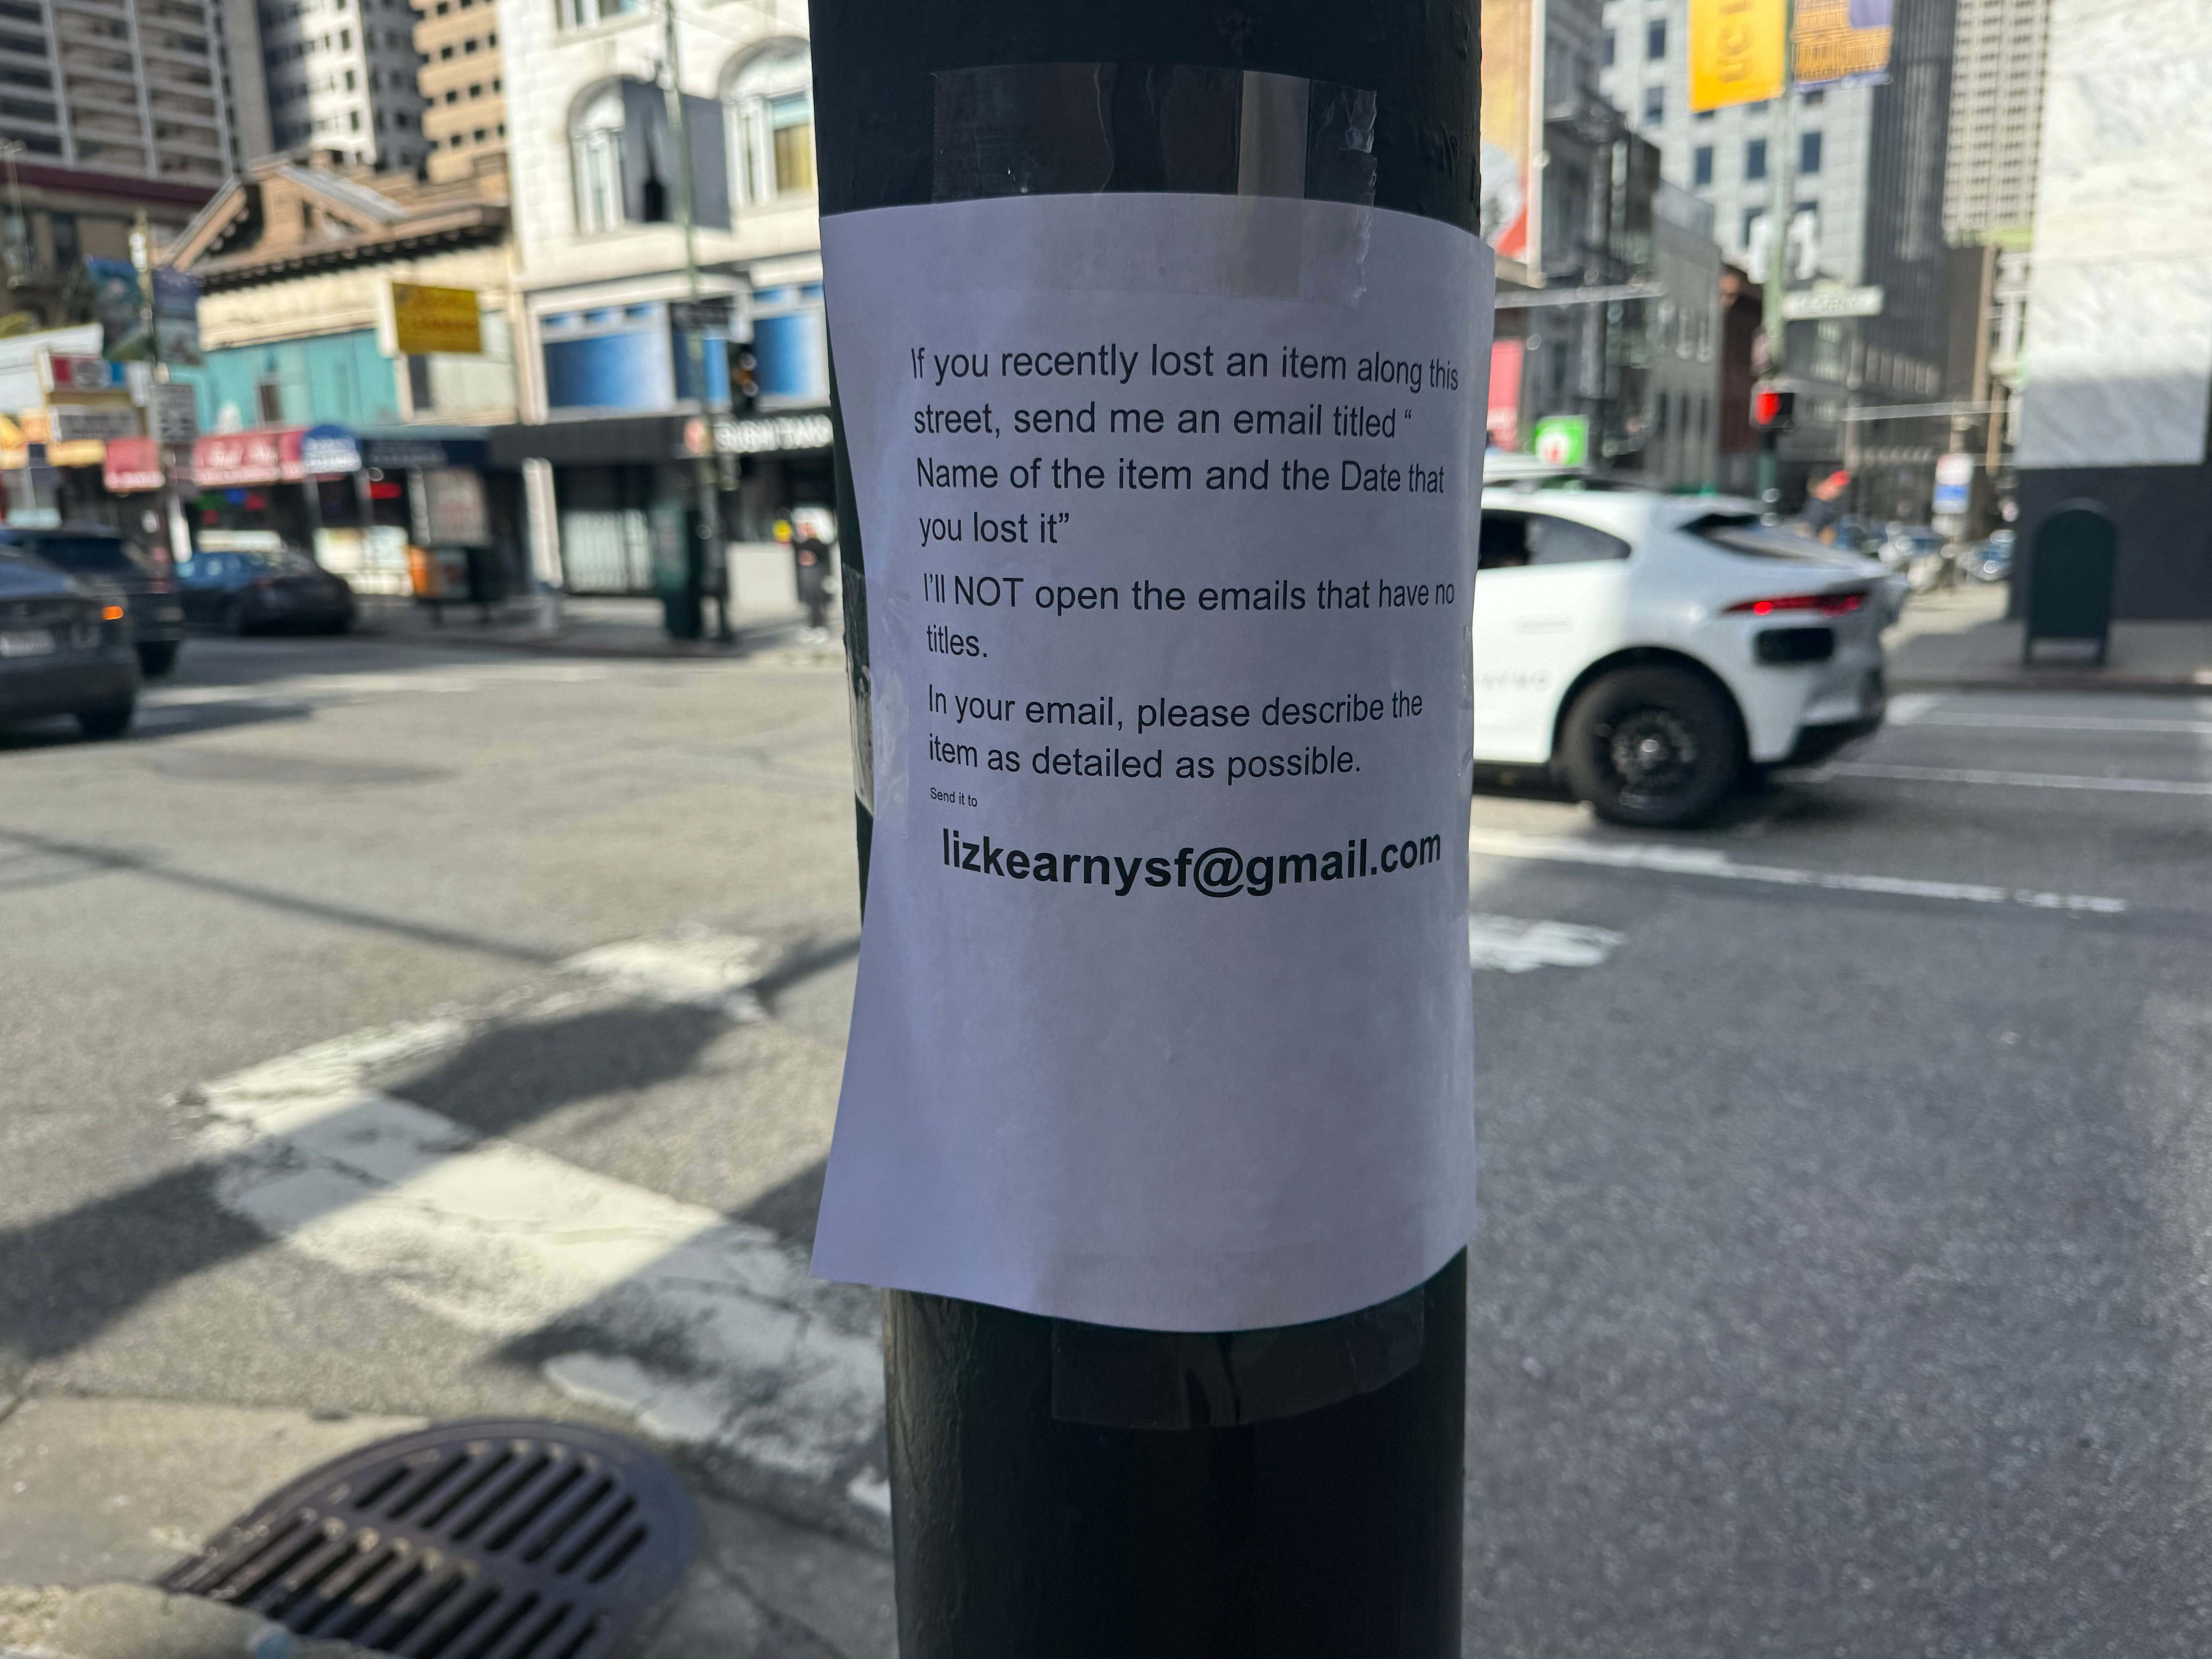 If you recently lost an item along this
street, send me an email titled “
Name of the item and the Date that
you lost it”
I’ll NOT open the emails that have no
titles.
In your email, please describe the
item as detailed as possible.
Send it to
lizkearnysf@gmail.com